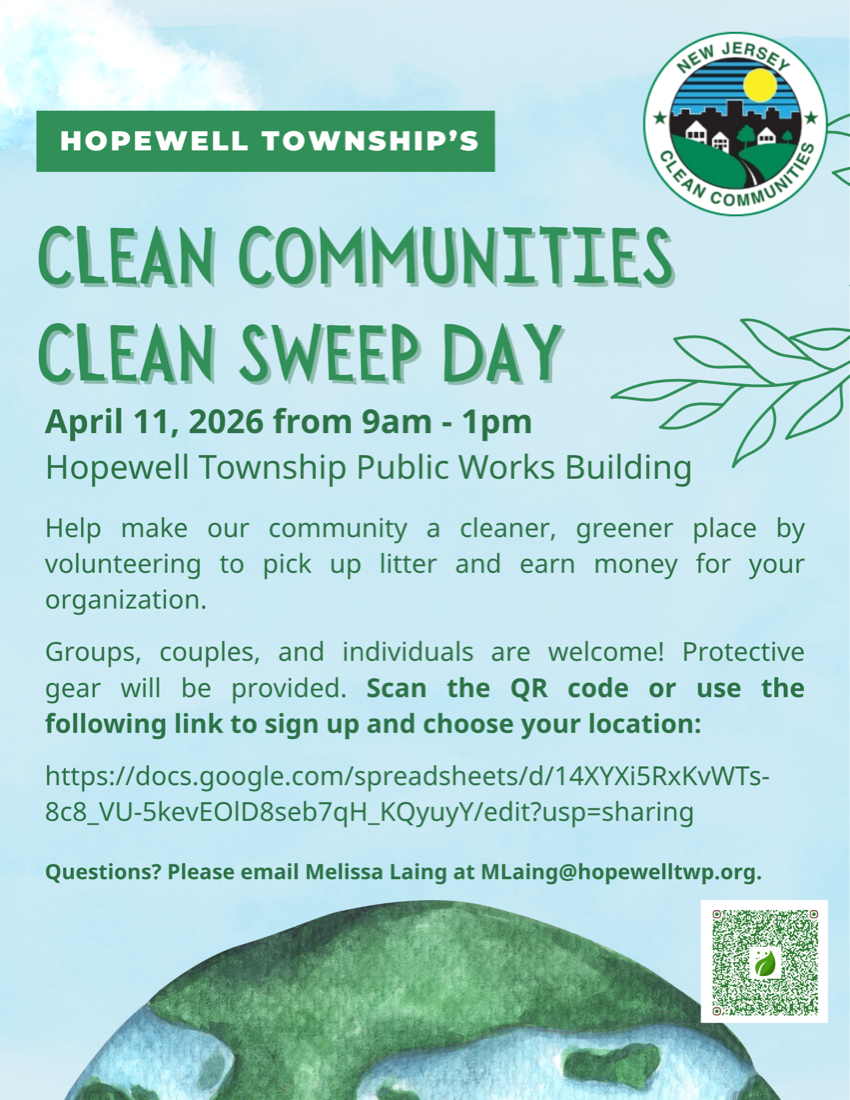 NEW JERSEY
CLEAN COMMUNITIES
HOPEWELL TOWNSHIP'S
CLEAN COMMUNITIES
CLEAN SWEEP DAY
April 11, 2026 from 9am - 1pm
Hopewell Township Public Works Building
Help make our community a cleaner, greener place by
volunteering to pick up litter and earn money for your
organization.
Groups, couples, and individuals are welcome! Protective
gear will be provided. Scan the QR code or use the
following link to sign up and choose your location:
https://docs.google.com/spreadsheets/d/14XYXi5RxKvWTs-
8c8_VU-5kevEOlD8seb7qH_KQyuyY/edit?usp=sharing
Questions? Please email Melissa Laing at MLaing@hopewelltwp.org.